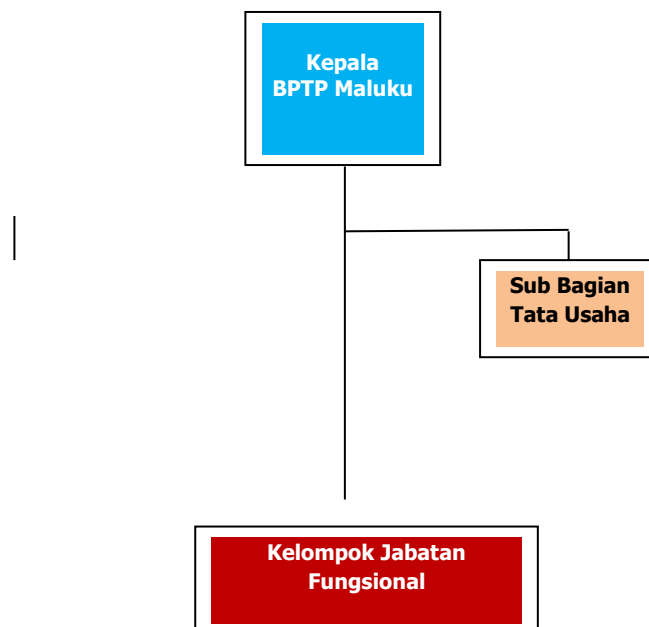 Kepala
BPTP Maluku
Sub Bagian
Tata Usaha
Kelompok Jabatan
Fungsional